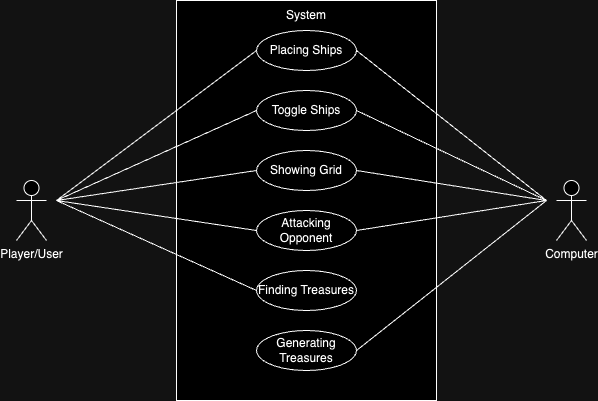 System
Placing Ships
Toggle Ships
Showing Grid
Attacking
Opponent
Player/User
Computer
Finding Treasures
Generating
Treasures